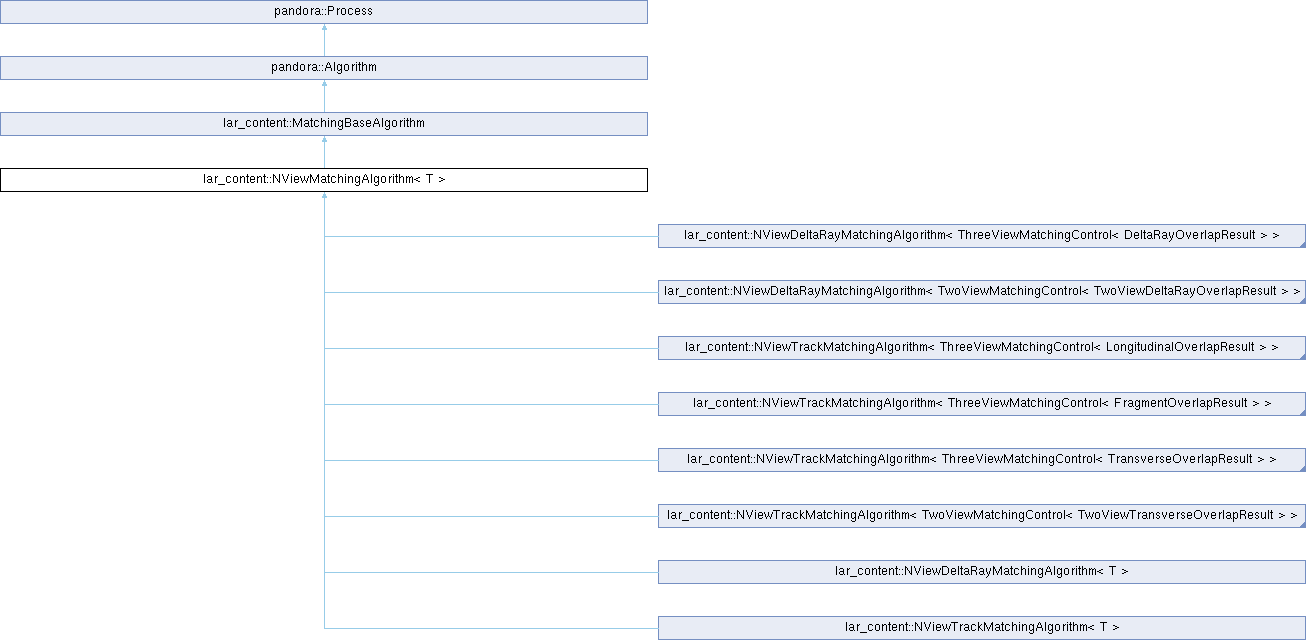 pandora::Process
pandora::Algorithm
lar_content::MatchingBaseAlgorithm
lar_content::NViewMatchingAlgorithm< T >
lar_content::NViewDeltaRayMatchingAlgorithm< ThreeViewMatchingControl< DeltaRayOverlapResult > >
lar_content::NViewDeltaRayMatchingAlgorithm< TwoViewMatchingControl< TwoViewDeltaRayOverlapResult > >
lar_content::NViewTrackMatchingAlgorithm< ThreeViewMatchingControl< LongitudinalOverlapResult > >
lar_content::NViewTrackMatchingAlgorithm< ThreeViewMatchingControl< FragmentOverlapResult > >
lar_content::NViewTrackMatchingAlgorithm< ThreeViewMatchingControl< TransverseOverlapResult > >
lar_content::NViewTrackMatchingAlgorithm< TwoViewMatchingControl< TwoViewTransverseOverlapResult > >
lar_content::NViewDeltaRayMatchingAlgorithm< T >
lar_content::NViewTrackMatchingAlgorithm< T >